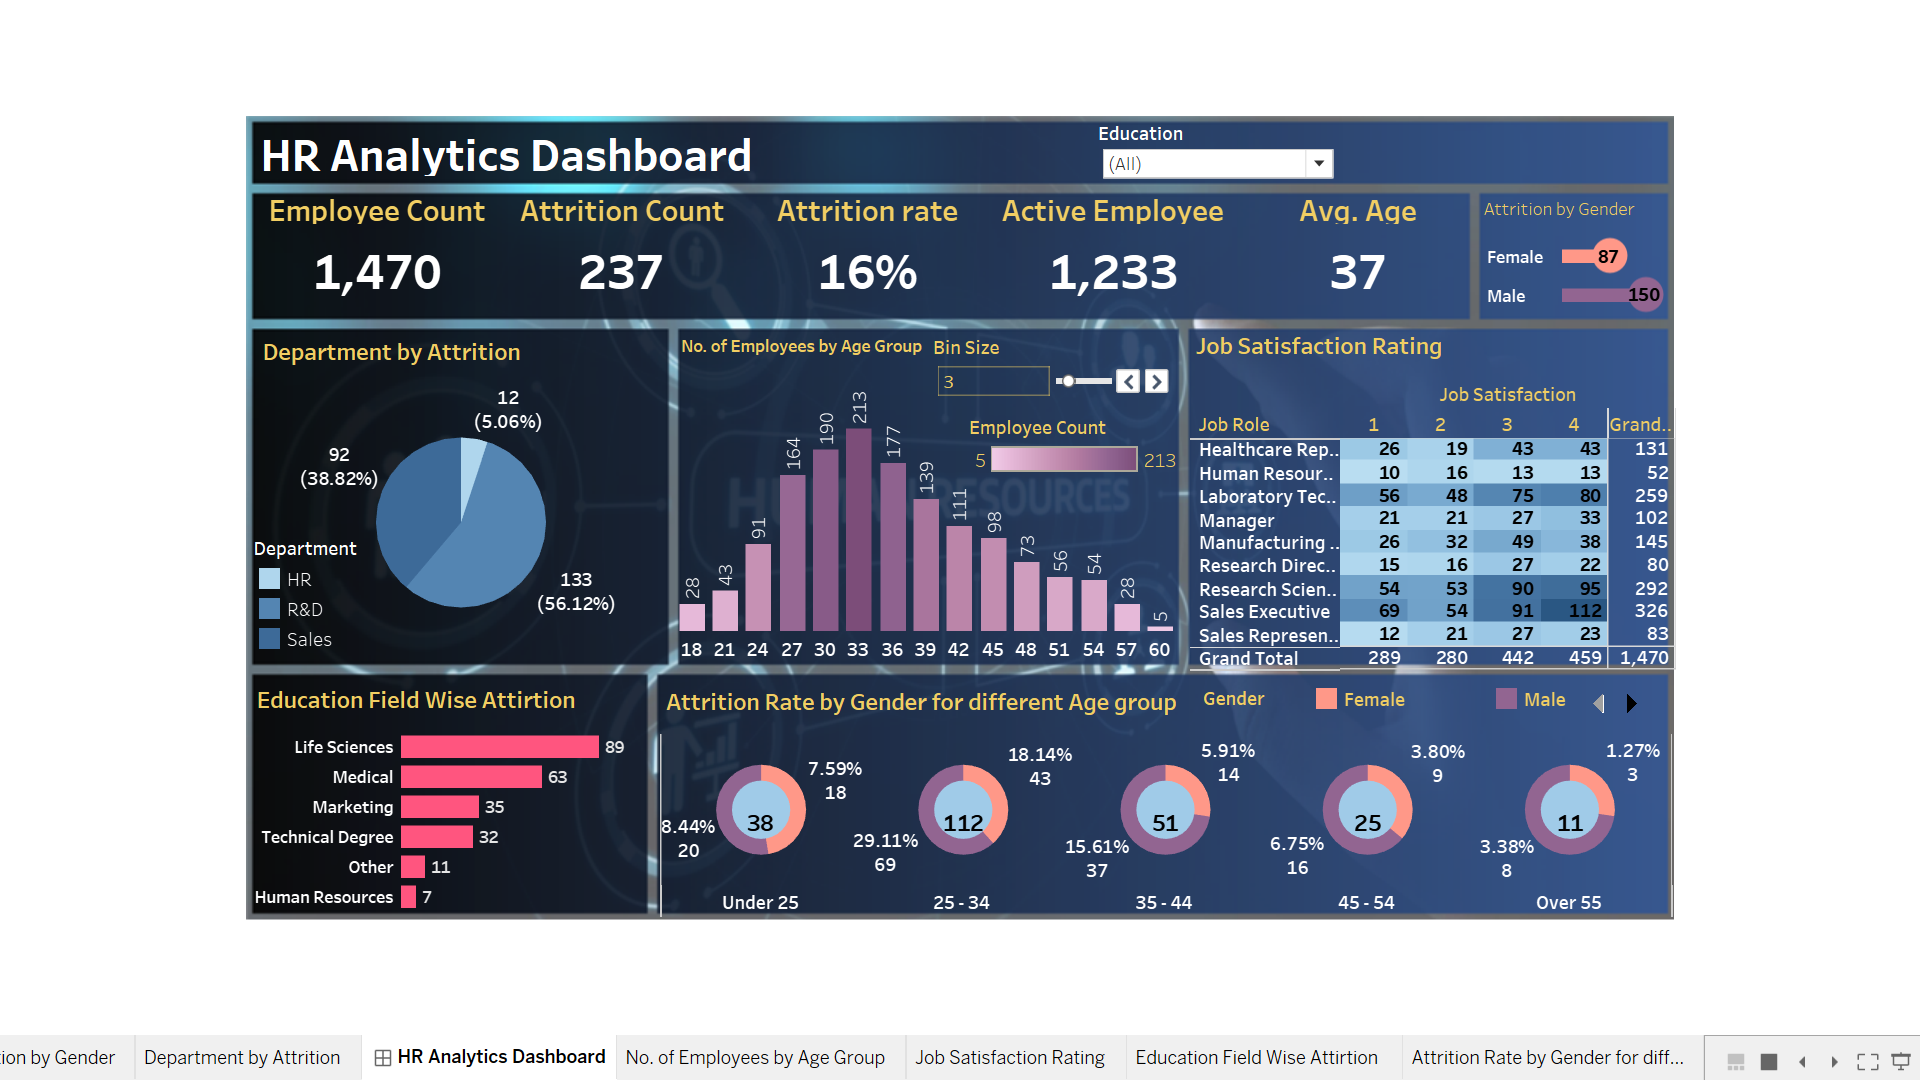 HR Analytics Dashboard
Education
(All)
Employee Count
Attrition Count
Attrition rate
Active Employee
Avg. Age
1,470
237
16%
1,233
37
Attrition by Gender
Female 87
Male 150
Department by Attrition
12
(5.06%)
92
(38.82%)
133
(56.12%)
Department
HR
R&D
Sales
No. of Employees by Age Group
Bin Size
3
Employee Count
5 213
28 43 91 164 190 213 177 139 111 98 73 56 54 28 5
18 21 24 27 30 33 36 39 42 45 48 51 54 57 60
HUMAN RESOURCES
Job Satisfaction Rating
Job Satisfaction
Job Role 1 2 3 4 Grand..
Healthcare Rep.. 26 19 43 43 131
Human Resour.. 10 16 13 13 52
Laboratory Tec.. 56 48 75 80 259
Manager 21 21 27 33 102
Manufacturing .. 26 32 49 38 145
Research Direc.. 15 16 27 22 80
Research Scien.. 54 53 90 95 292
Sales Executive 69 54 91 112 326
Sales Represen.. 12 21 27 23 83
Grand Total 289 280 442 459 1,470
Education Field Wise Attirtion
Life Sciences 89
Medical 63
Marketing 35
Technical Degree 32
Other 11
Human Resources 7
Attrition Rate by Gender for different Age group
Gender
Female
Male
7.59%
18
38
8.44%
20
Under 25
18.14%
43
112
29.11%
69
25 - 34
5.91%
14
51
15.61%
37
35 - 44
3.80%
9
25
6.75%
16
45 - 54
1.27%
3
11
3.38%
8
Over 55
ion by Gender
Department by Attrition
HR Analytics Dashboard
No. of Employees by Age Group
Job Satisfaction Rating
Education Field Wise Attirtion
Attrition Rate by Gender for diff...